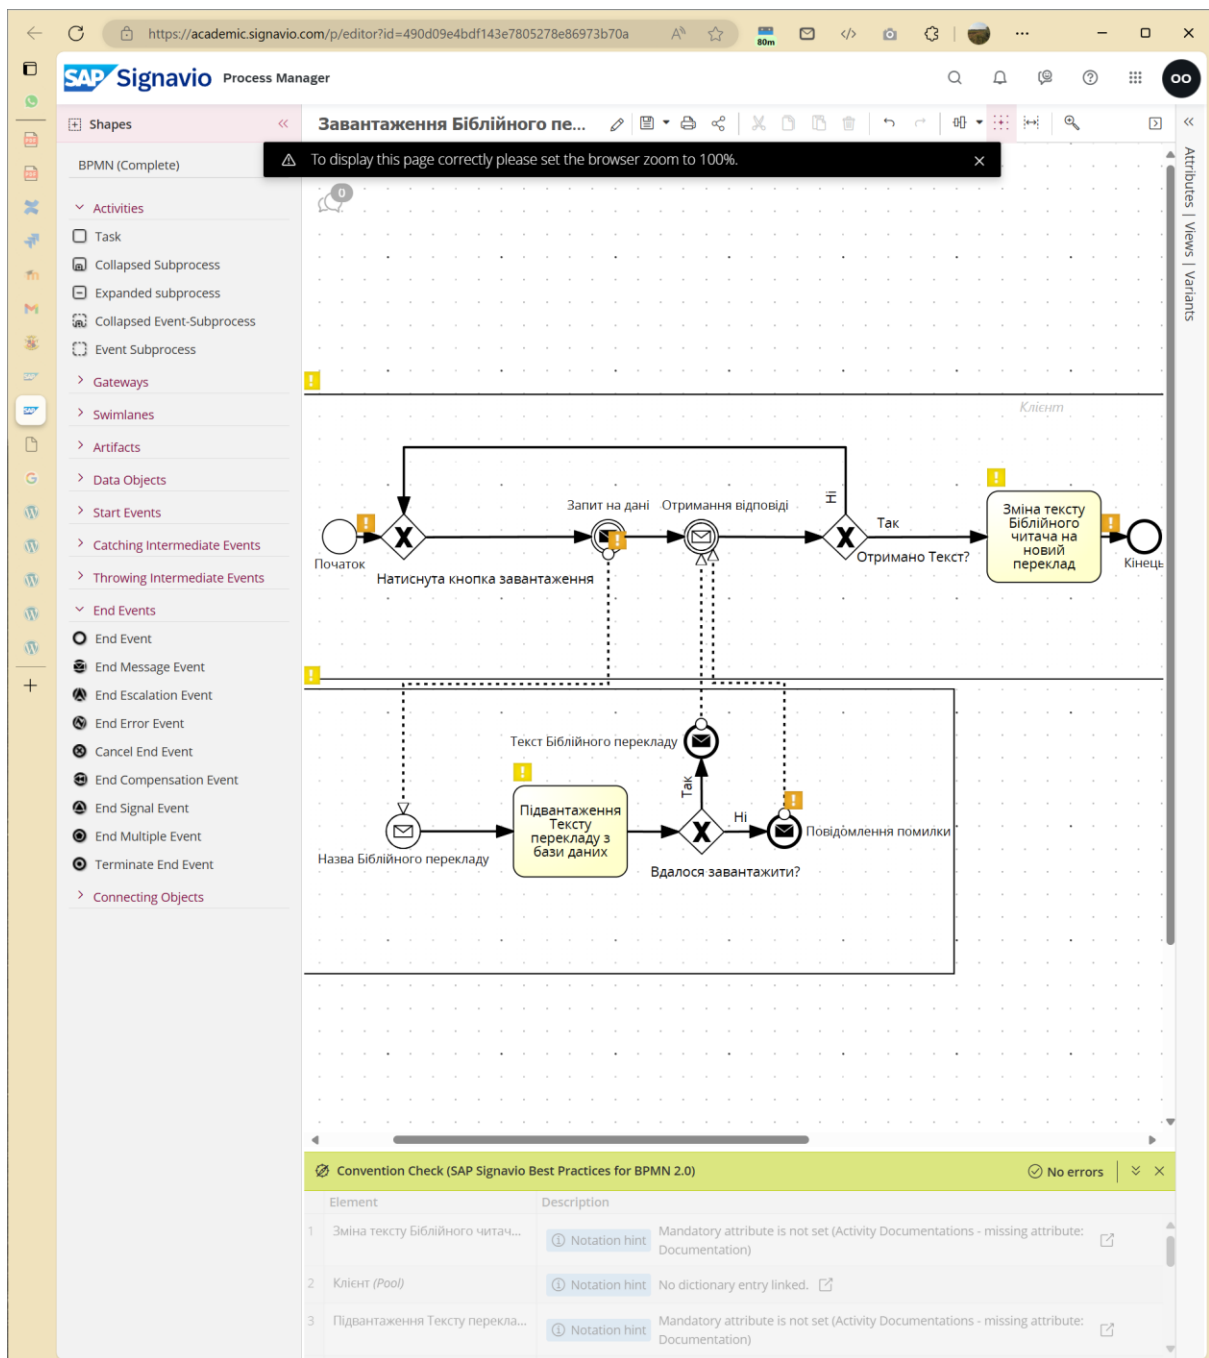 https://academic.signavio.com/p/editor?id=490d09e4bdf143e7805278e86973b70a
80m
SAP Signavio Process Manager
OO
Shapes
Завантаження Біблійного пе...
BPMN (Complete)
To display this page correctly please set the browser zoom to 100%.
Attributes | Views | Variants
0
Activities
Task
Collapsed Subprocess
Expanded subprocess
Collapsed Event-Subprocess
Event Subprocess
Gateways
Swimlanes
Artifacts
Data Objects
Start Events
Catching Intermediate Events
Throwing Intermediate Events
End Events
End Event
End Message Event
End Escalation Event
End Error Event
Cancel End Event
End Compensation Event
End Signal Event
End Multiple Event
Terminate End Event
Connecting Objects
Клієнт
Початок
Натиснута кнопка завантаження
Запит на дані
Отримання відповіді
Ні
Так
Отримано Текст?
Зміна тексту
Біблійного
читача на
новий
переклад
Кінець
Текст Біблійного перекладу
Назва Біблійного перекладу
Підвантаження
Тексту
перекладу з
бази даних
Так
Ні
Вдалося завантажити?
Повідомлення помилки
Convention Check (SAP Signavio Best Practices for BPMN 2.0)
No errors
Element
Description
1
Зміна тексту Біблійного читач...
Notation hint
Mandatory attribute is not set (Activity Documentations - missing attribute:
Documentation)
2
Клієнт (Pool)
Notation hint
No dictionary entry linked.
3
Підвантаження Тексту перекла...
Notation hint
Mandatory attribute is not set (Activity Documentations - missing attribute:
Documentation)